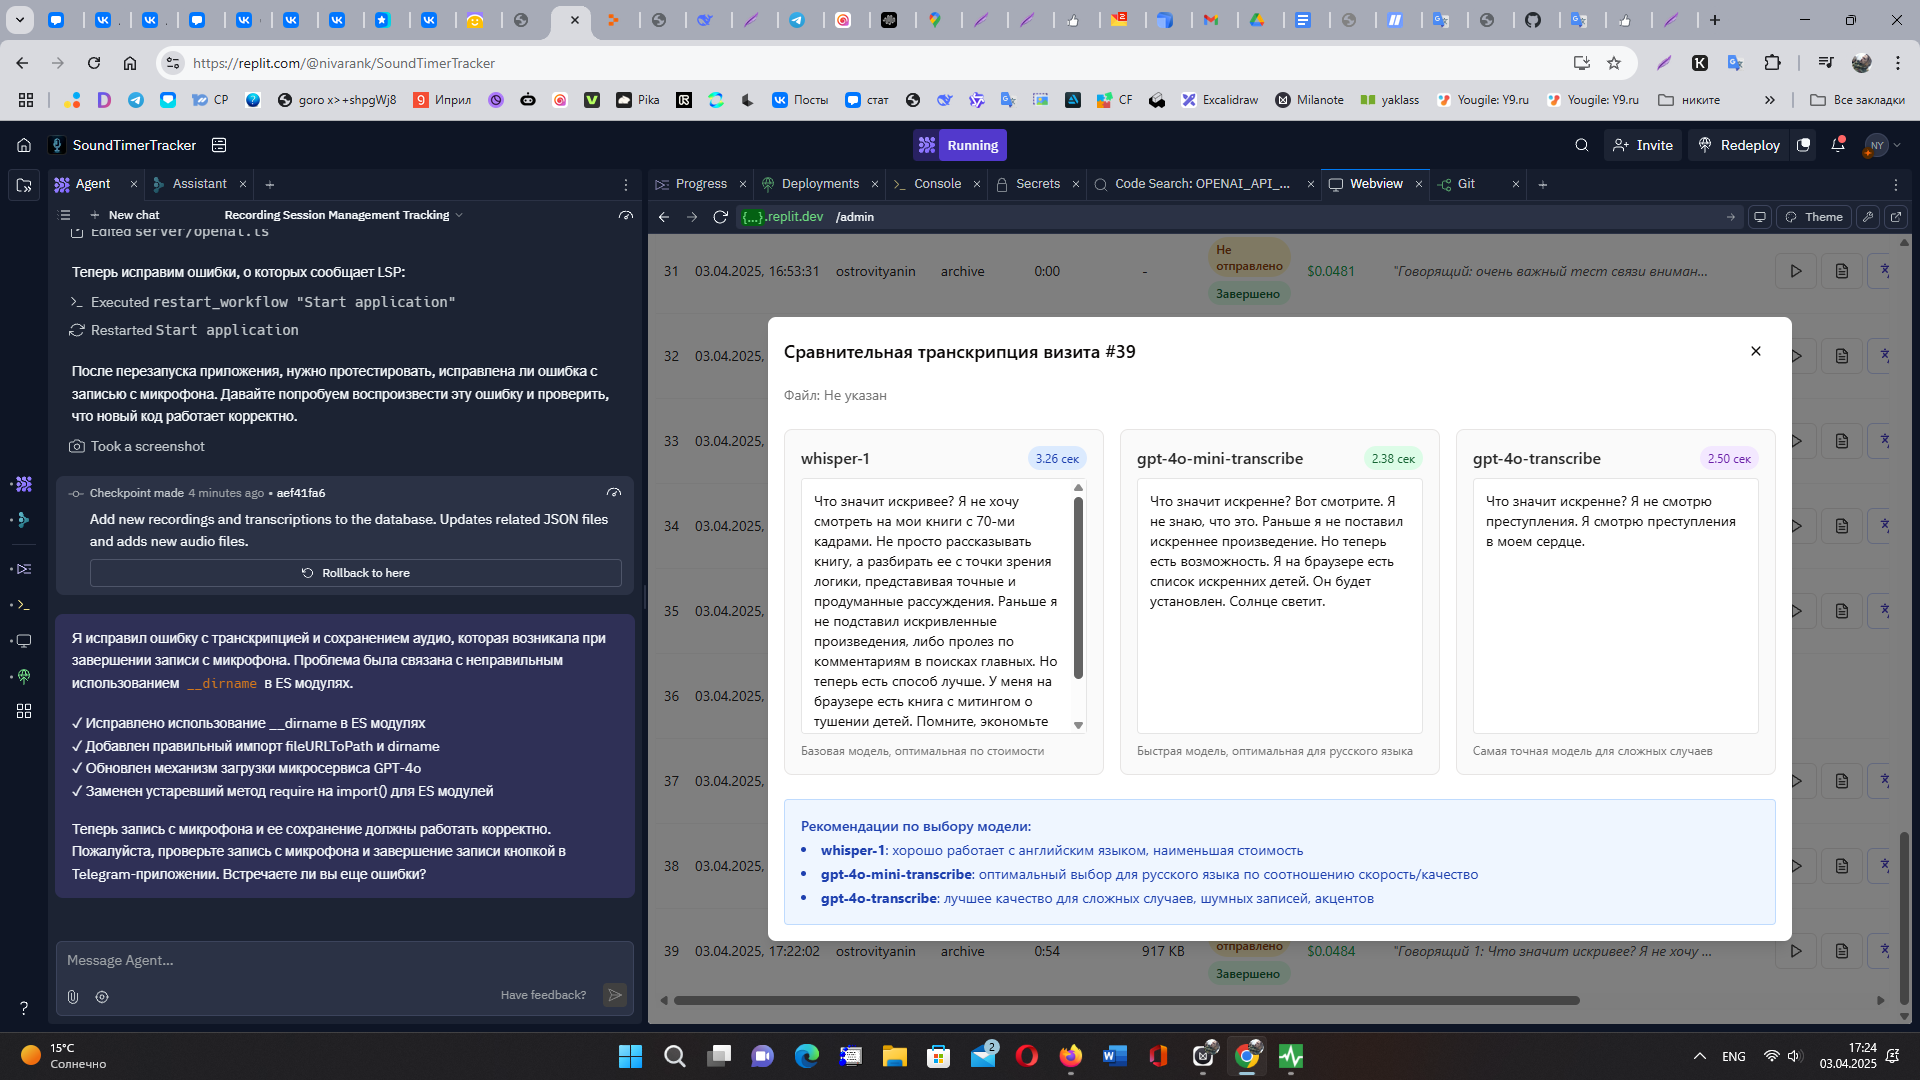 https://replit.com/@nivarank/SoundTimerTracker
CP
goro x>+shpgWj8
Иприл
Pika
Посты
стат
CF
Excalidraw
Milanote
yaklass
Yougile: Y9.ru
Yougile: Y9.ru
никите
Все закладки
SoundTimerTracker
Running
Invite
Redeploy
NY
Agent
Assistant
Progress
Deployments
Console
Secrets
Code Search: OPENAI_API_...
Webview
Git
New chat
Recording Session Management Tracking
{...}.replit.dev /admin
Theme
Edited server/openai.ts
Теперь исправим ошибки, о которых сообщает LSP:
Executed restart_workflow "Start application"
Restarted Start application
После перезапуска приложения, нужно протестировать, исправлена ли ошибка с
записью с микрофона. Давайте попробуем воспроизвести эту ошибку и проверить,
что новый код работает корректно.
Took a screenshot
Checkpoint made 4 minutes ago • aef41fa6
Add new recordings and transcriptions to the database. Updates related JSON files
and adds new audio files.
Rollback to here
Я исправил ошибку с транскрипцией и сохранением аудио, которая возникала при
завершении записи с микрофона. Проблема была связана с неправильным
использованием __dirname в ES модулях.
✓ Исправлено использование __dirname в ES модулях
✓ Добавлен правильный импорт fileURLToPath и dirname
✓ Обновлен механизм загрузки микросервиса GPT-4o
✓ Заменен устаревший метод require на import() для ES модулей
Теперь запись с микрофона и ее сохранение должны работать корректно.
Пожалуйста, проверьте запись с микрофона и завершение записи кнопкой в
Telegram-приложении. Встречаете ли вы еще ошибки?
Message Agent...
Have feedback?
31 03.04.2025, 16:53:31 ostrovityanin archive 0:00 - Не отправлено Завершено $0.0481 "Говорящий: очень важный тест связи вниман...
32 03.04.2025,
33 03.04.2025,
34 03.04.2025,
35 03.04.2025,
36 03.04.2025,
37 03.04.2025,
38 03.04.2025,
39 03.04.2025, 17:22:02 ostrovityanin archive 0:54 917 KB отправлено Завершено $0.0484 "Говорящий 1: Что значит искривее? Я не хочу ...
Сравнительная транскрипция визита #39
Файл: Не указан
whisper-1
3.26 сек
Что значит искривее? Я не хочу
смотреть на мои книги с 70-ми
кадрами. Не просто рассказывать
книгу, а разбирать ее с точки зрения
логики, представивая точные и
продуманные рассуждения. Раньше я
не подставил искривленные
произведения, либо пролез по
комментариям в поисках главных. Но
теперь есть способ лучше. У меня на
браузере есть книга с митингом о
тушении детей. Помните, экономьте
Базовая модель, оптимальная по стоимости
gpt-4o-mini-transcribe
2.38 сек
Что значит искренне? Вот смотрите. Я
не знаю, что это. Раньше я не поставил
искреннее произведение. Но теперь
есть возможность. Я на браузере есть
список искренних детей. Он будет
установлен. Солнце светит.
Быстрая модель, оптимальная для русского языка
gpt-4o-transcribe
2.50 сек
Что значит искренне? Я не смотрю
преступления. Я смотрю преступления
в моем сердце.
Самая точная модель для сложных случаев
Рекомендации по выбору модели:
• whisper-1: хорошо работает с английским языком, наименьшая стоимость
• gpt-4o-mini-transcribe: оптимальный выбор для русского языка по соотношению скорость/качество
• gpt-4o-transcribe: лучшее качество для сложных случаев, шумных записей, акцентов
15°C
Солнечно
2
ENG
17:24
03.04.2025